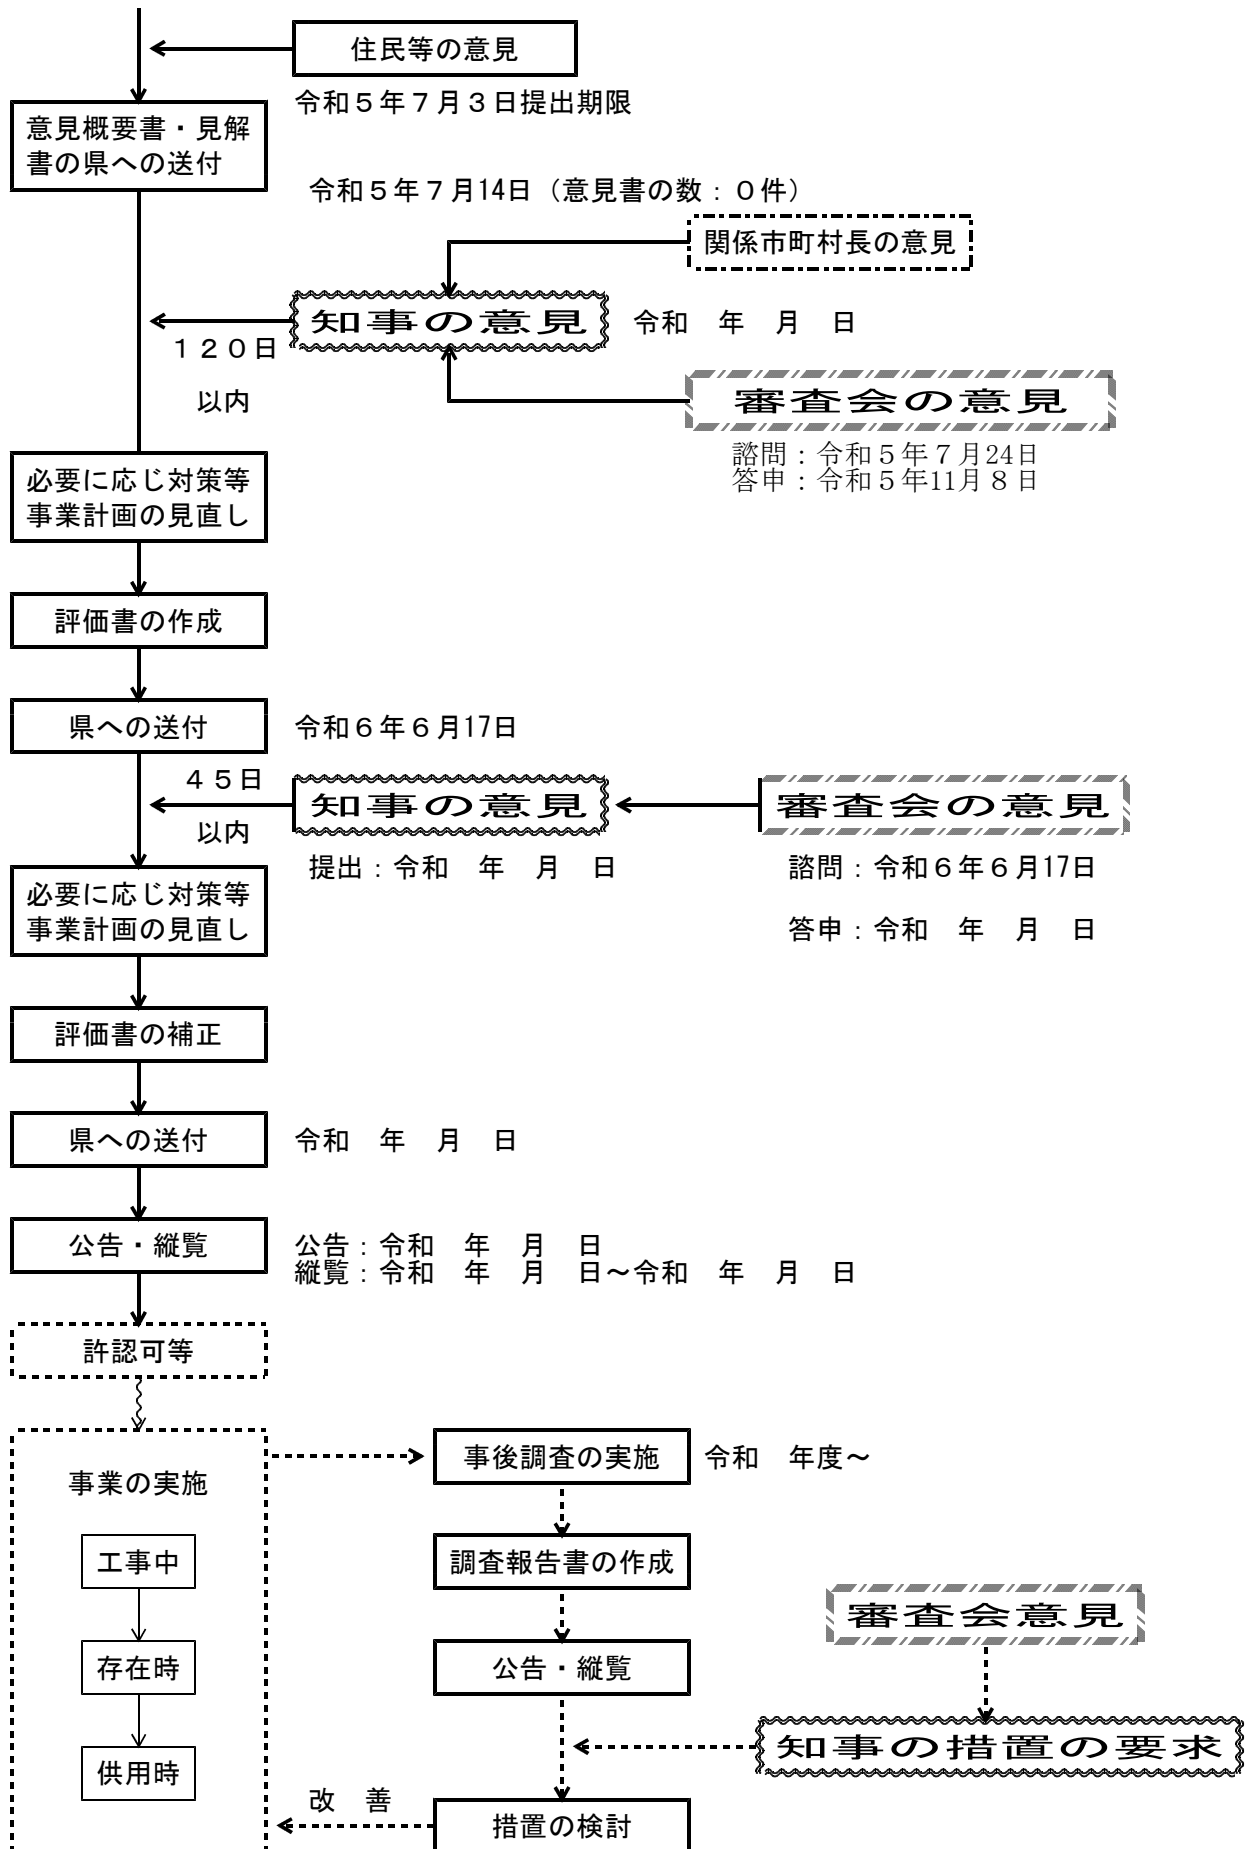 住民等の意見
令和５年７月３日提出期限
意見概要書・見解
書の県への送付
令和５年７月14日（意見書の数：０件）
関係市町村長の意見
知事の意見
令和　年　月　日
１２０日
以内
審査会の意見
諮問：令和５年７月24日
答申：令和５年11月８日
必要に応じ対策等
事業計画の見直し
評価書の作成
県への送付
令和６年６月17日
４５日
以内
知事の意見
審査会の意見
提出：令和　年　月　日
諮問：令和６年６月17日
答申：令和　年　月　日
必要に応じ対策等
事業計画の見直し
評価書の補正
県への送付
令和　年　月　日
公告・縦覧
公告：令和　年　月　日
縦覧：令和　年　月　日～令和　年　月　日
許認可等
事業の実施
事後調査の実施
令和　年度～
工事中
調査報告書の作成
審査会意見
存在時
公告・縦覧
知事の措置の要求
供用時
改　善
措置の検討